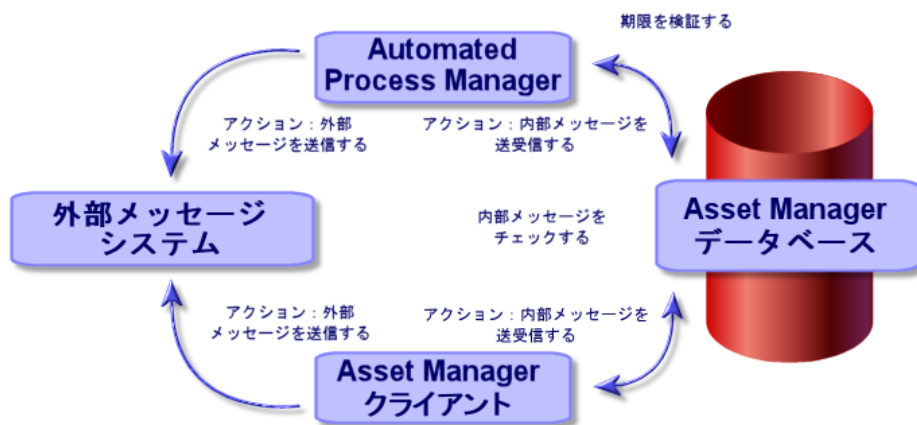 期限を検証する
Automated
Process Manager
アクション：外部
メッセージを送信する
アクション：内部メッセージを
送受信する
外部メッセージ
システム
内部メッセージを
チェックする
Asset Manager
データベース
アクション：外部
メッセージを送信する
アクション：内部メッセージを
送受信する
Asset Manager
クライアント